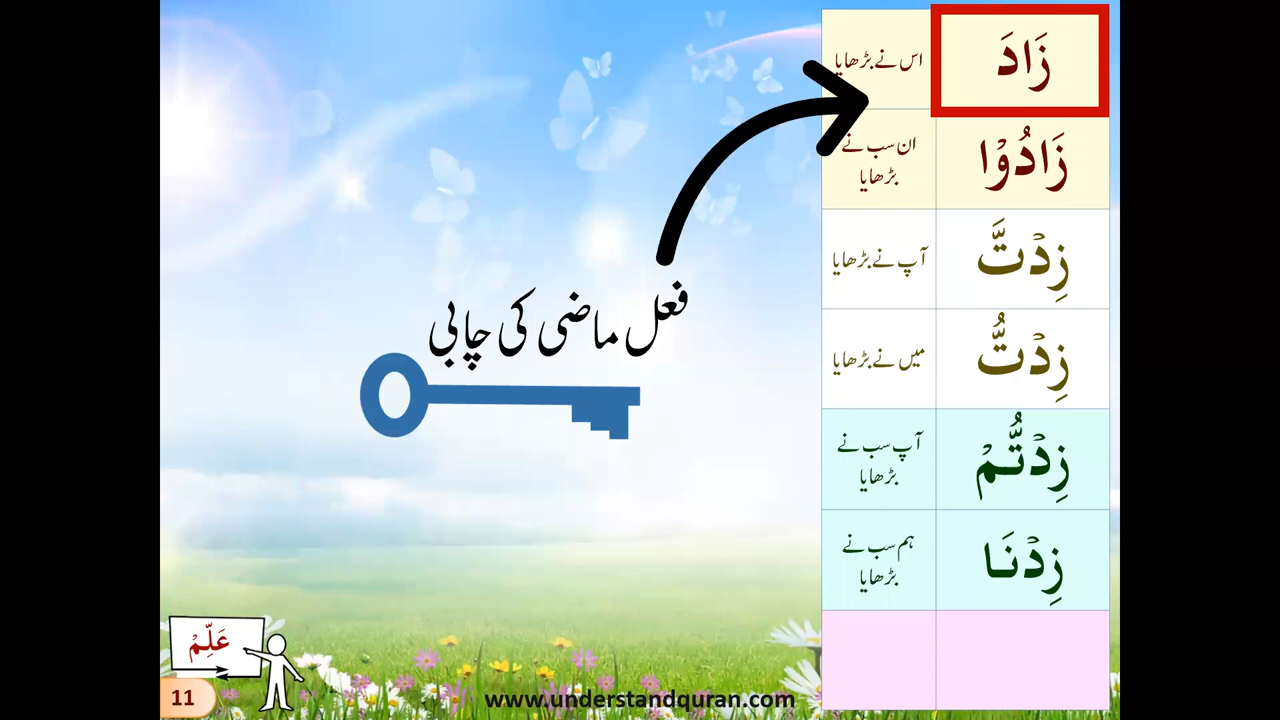 زَادَ
اس نے بڑھایا
زَادُوْا
ان سب نے
بڑھایا
زِدْتَّ
آپ نے بڑھایا
زِدْتُّ
میں نے بڑھایا
زِدْتُّمْ
آپ سب نے
بڑھایا
زِدْنَا
ہم سب نے
بڑھایا
فعل ماضی کی چابی
عَلِّمْ
11
www.understandquran.com